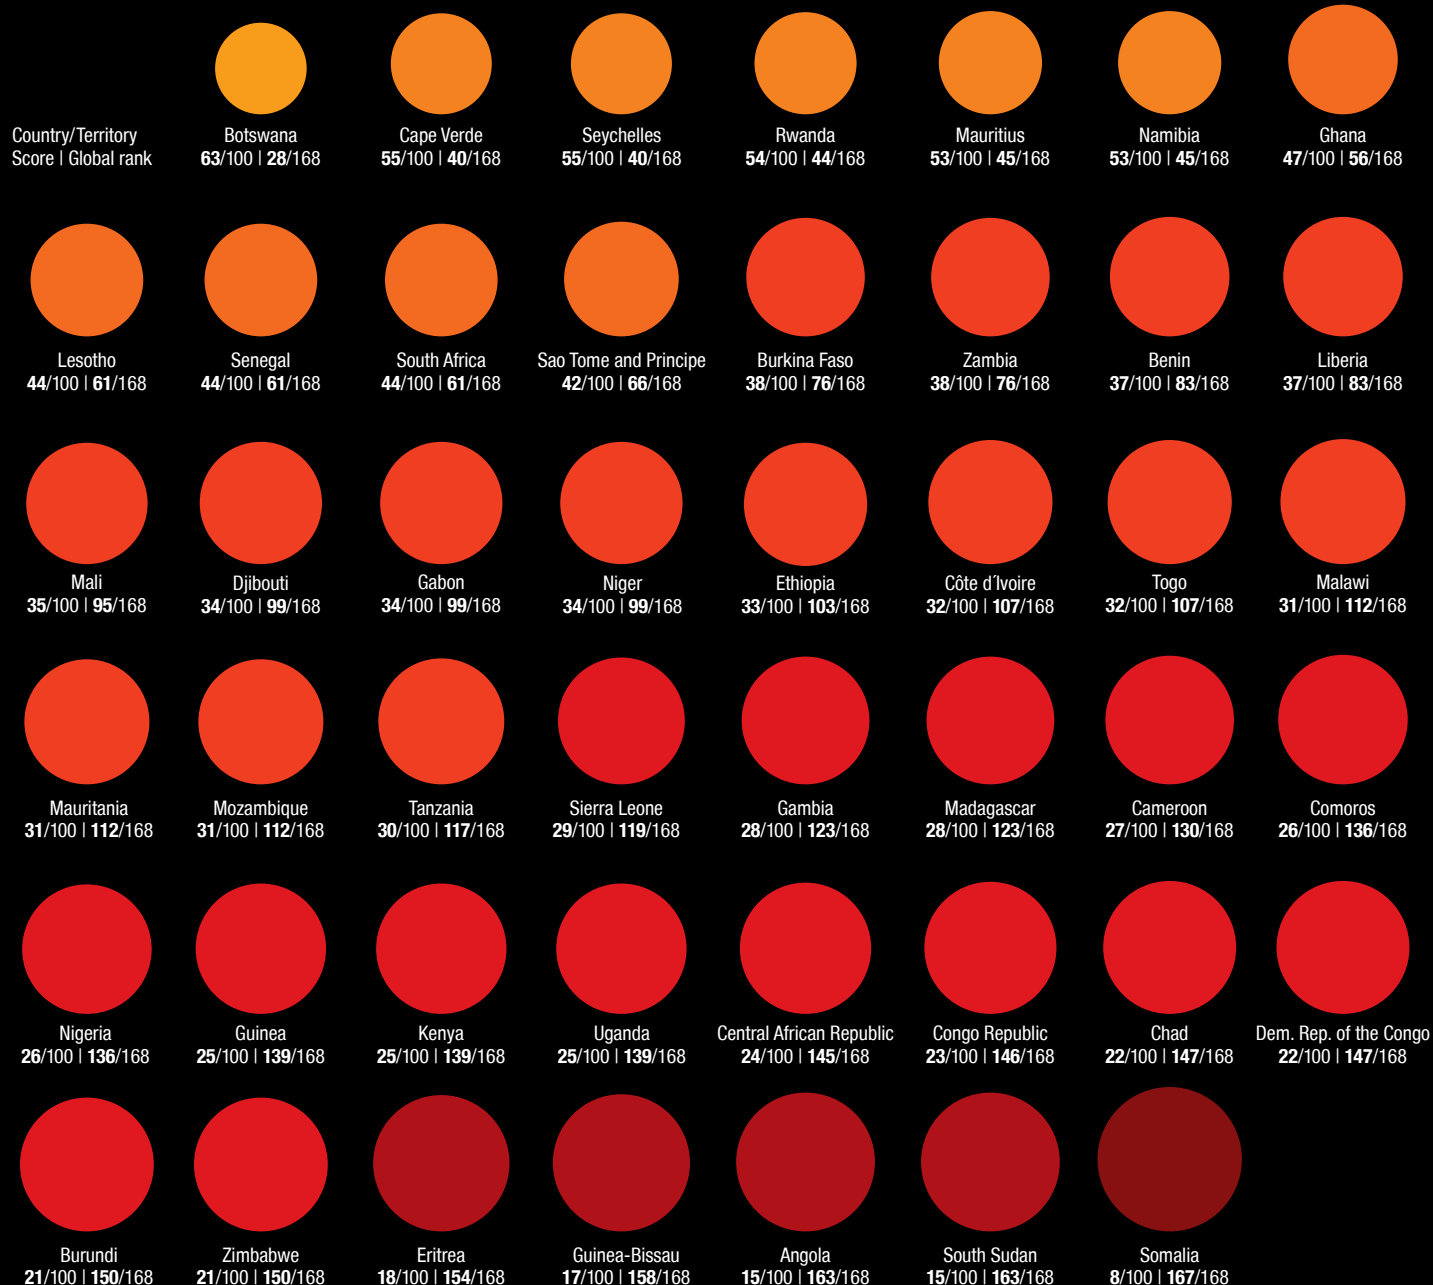 Country/Territory
Score | Global rank
Botswana
63/100 | 28/168
Cape Verde
55/100 | 40/168
Seychelles
55/100 | 40/168
Rwanda
54/100 | 44/168
Mauritius
53/100 | 45/168
Namibia
53/100 | 45/168
Ghana
47/100 | 56/168
Lesotho
44/100 | 61/168
Senegal
44/100 | 61/168
South Africa
44/100 | 61/168
Sao Tome and Principe
42/100 | 66/168
Burkina Faso
38/100 | 76/168
Zambia
38/100 | 76/168
Benin
37/100 | 83/168
Liberia
37/100 | 83/168
Mali
35/100 | 95/168
Djibouti
34/100 | 99/168
Gabon
34/100 | 99/168
Niger
34/100 | 99/168
Ethiopia
33/100 | 103/168
Côte d´Ivoire
32/100 | 107/168
Togo
32/100 | 107/168
Malawi
31/100 | 112/168
Mauritania
31/100 | 112/168
Mozambique
31/100 | 112/168
Tanzania
30/100 | 117/168
Sierra Leone
29/100 | 119/168
Gambia
28/100 | 123/168
Madagascar
28/100 | 123/168
Cameroon
27/100 | 130/168
Comoros
26/100 | 136/168
Nigeria
26/100 | 136/168
Guinea
25/100 | 139/168
Kenya
25/100 | 139/168
Uganda
25/100 | 139/168
Central African Republic
24/100 | 145/168
Congo Republic
23/100 | 146/168
Chad
22/100 | 147/168
Dem. Rep. of the Congo
22/100 | 147/168
Burundi
21/100 | 150/168
Zimbabwe
21/100 | 150/168
Eritrea
18/100 | 154/168
Guinea-Bissau
17/100 | 158/168
Angola
15/100 | 163/168
South Sudan
15/100 | 163/168
Somalia
8/100 | 167/168